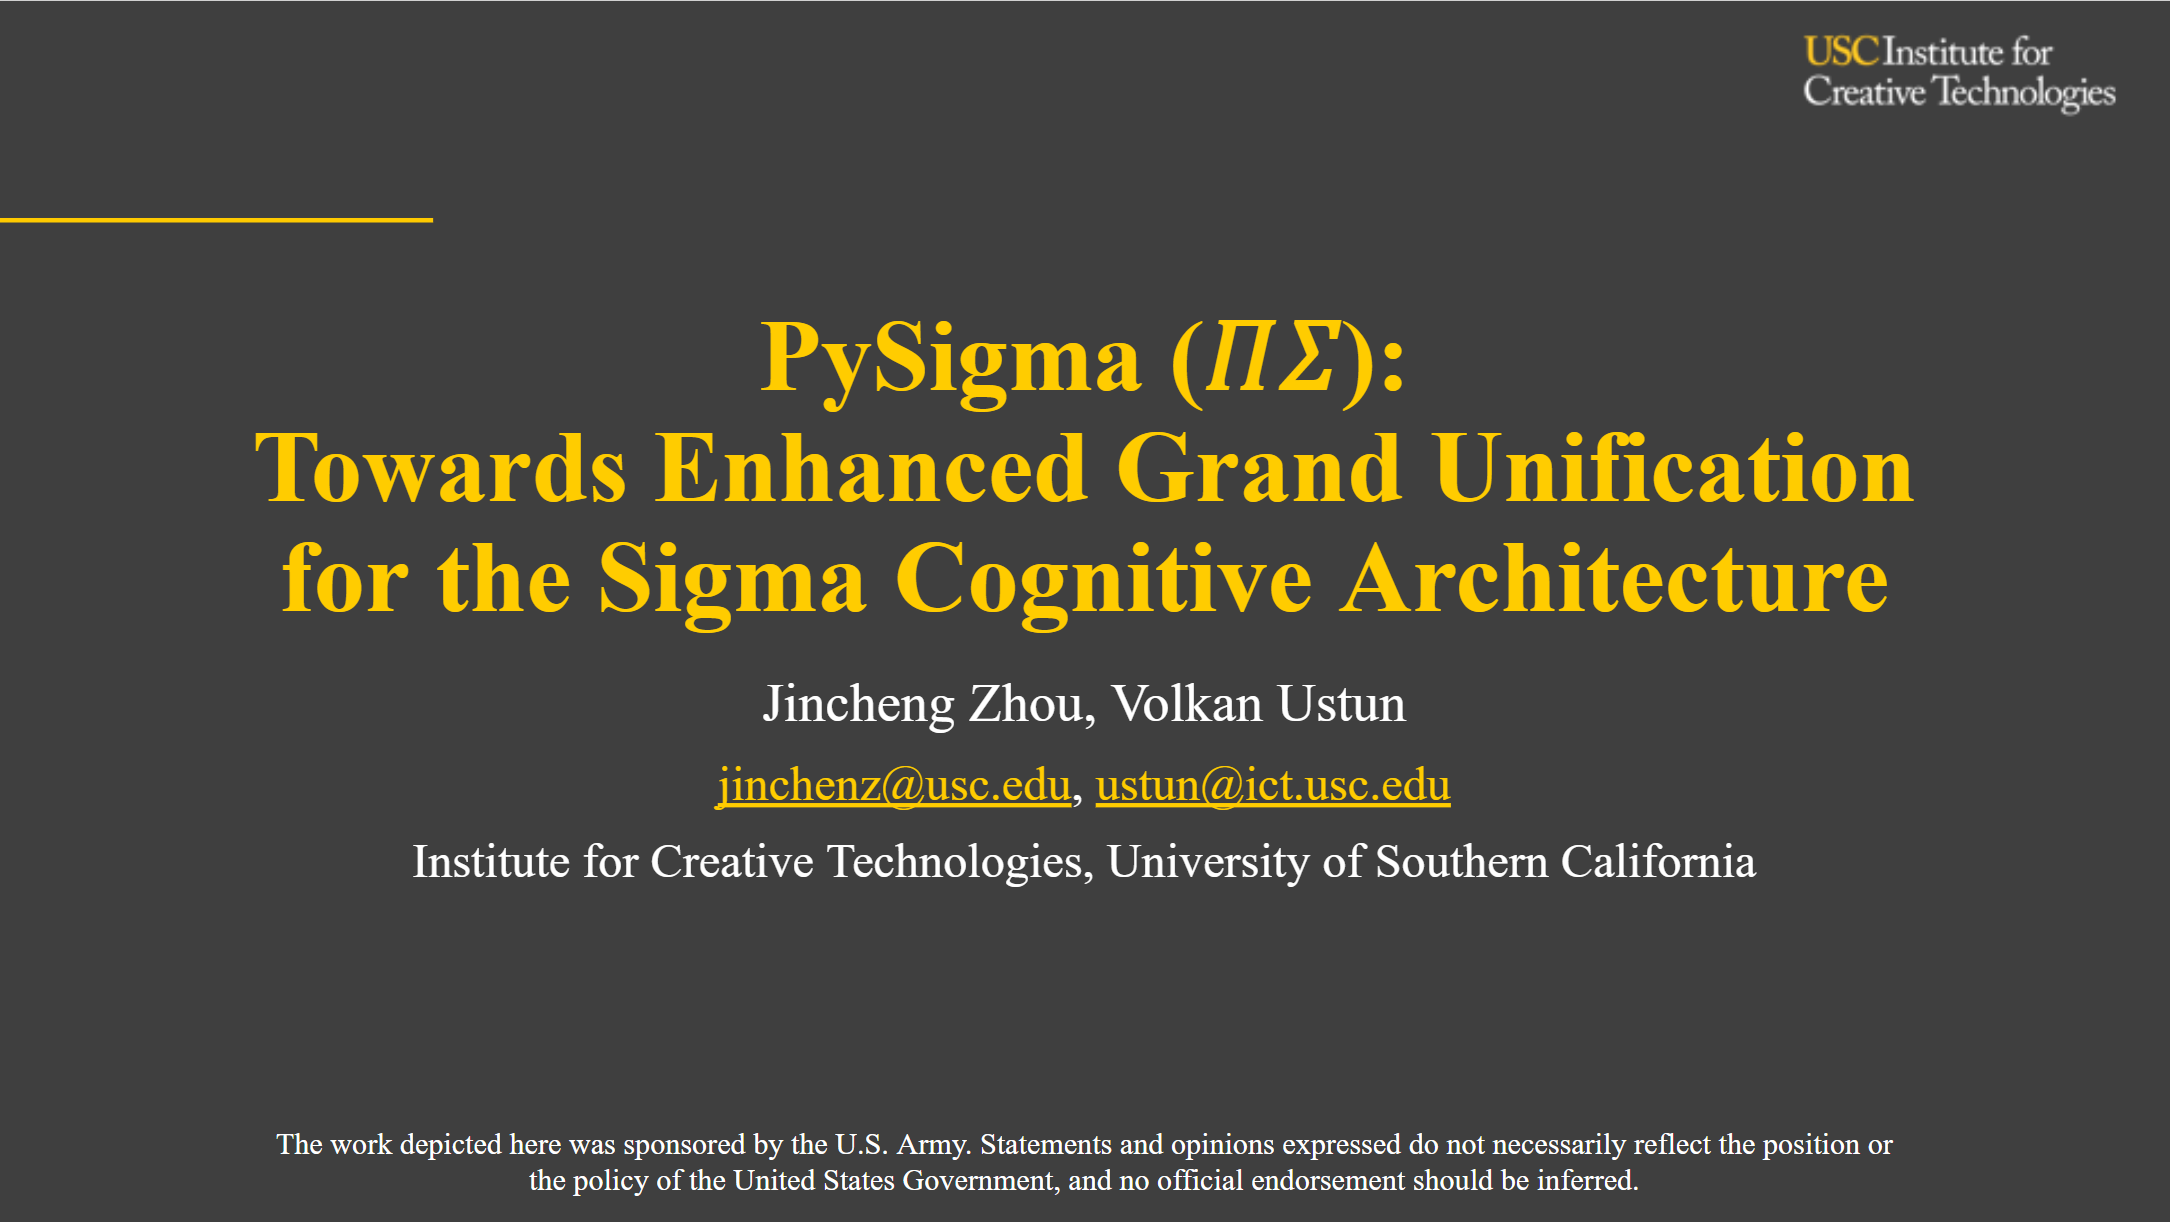 USC Institute for
Creative Technologies
PySigma (𝜫𝜮):
Towards Enhanced Grand Unification
for the Sigma Cognitive Architecture
Jincheng Zhou, Volkan Ustun
jinchenz@usc.edu, ustun@ict.usc.edu
Institute for Creative Technologies, University of Southern California
The work depicted here was sponsored by the U.S. Army. Statements and opinions expressed do not necessarily reflect the position or
the policy of the United States Government, and no official endorsement should be inferred.